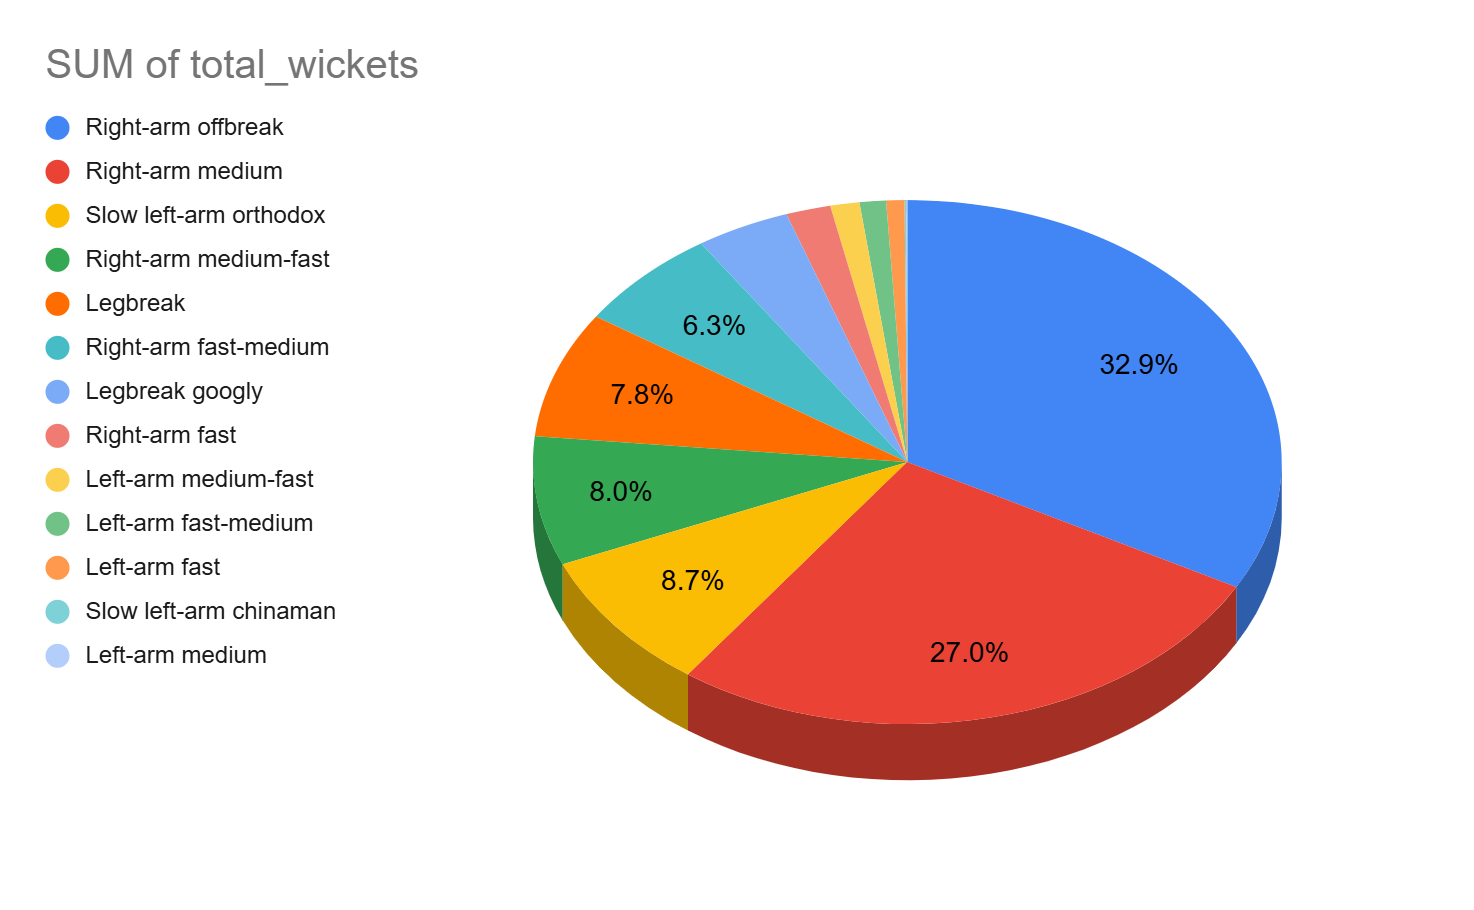 SUM of total_wickets
Right-arm offbreak
Right-arm medium
Slow left-arm orthodox
Right-arm medium-fast
Legbreak
Right-arm fast-medium
Legbreak googly
Right-arm fast
Left-arm medium-fast
Left-arm fast-medium
Left-arm fast
Slow left-arm chinaman
Left-arm medium
32.9%
27.0%
8.7%
8.0%
7.8%
6.3%